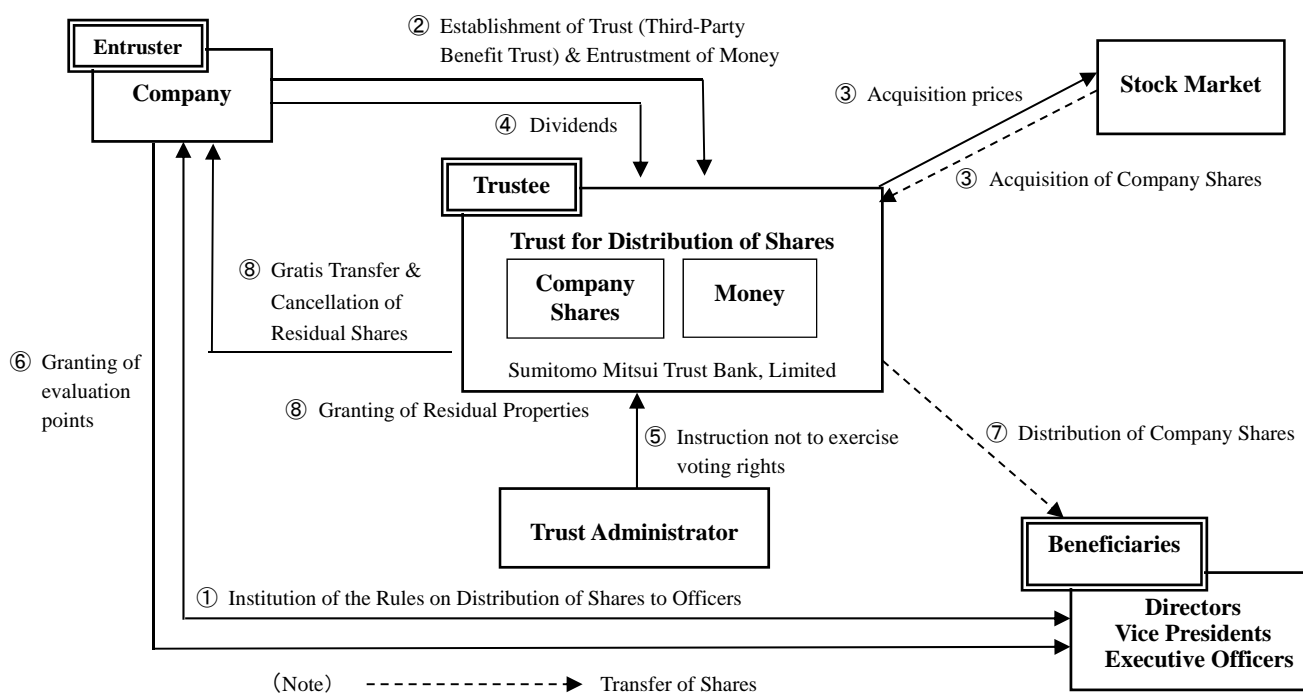 ② Establishment of Trust (Third-Party
Benefit Trust) & Entrustment of Money
Entruster
Company
Stock Market
③ Acquisition prices
④ Dividends
③ Acquisition of Company Shares
Trustee
Trust for Distribution of Shares
Company
Shares
Money
Sumitomo Mitsui Trust Bank, Limited
⑧ Gratis Transfer &
Cancellation of
Residual Shares
⑥ Granting of
evaluation
points
⑧ Granting of Residual Properties
⑤ Instruction not to exercise
voting rights
⑦ Distribution of Company Shares
Trust Administrator
Beneficiaries
① Institution of the Rules on Distribution of Shares to Officers
Directors
Vice Presidents
Executive Officers
（Note） Transfer of Shares